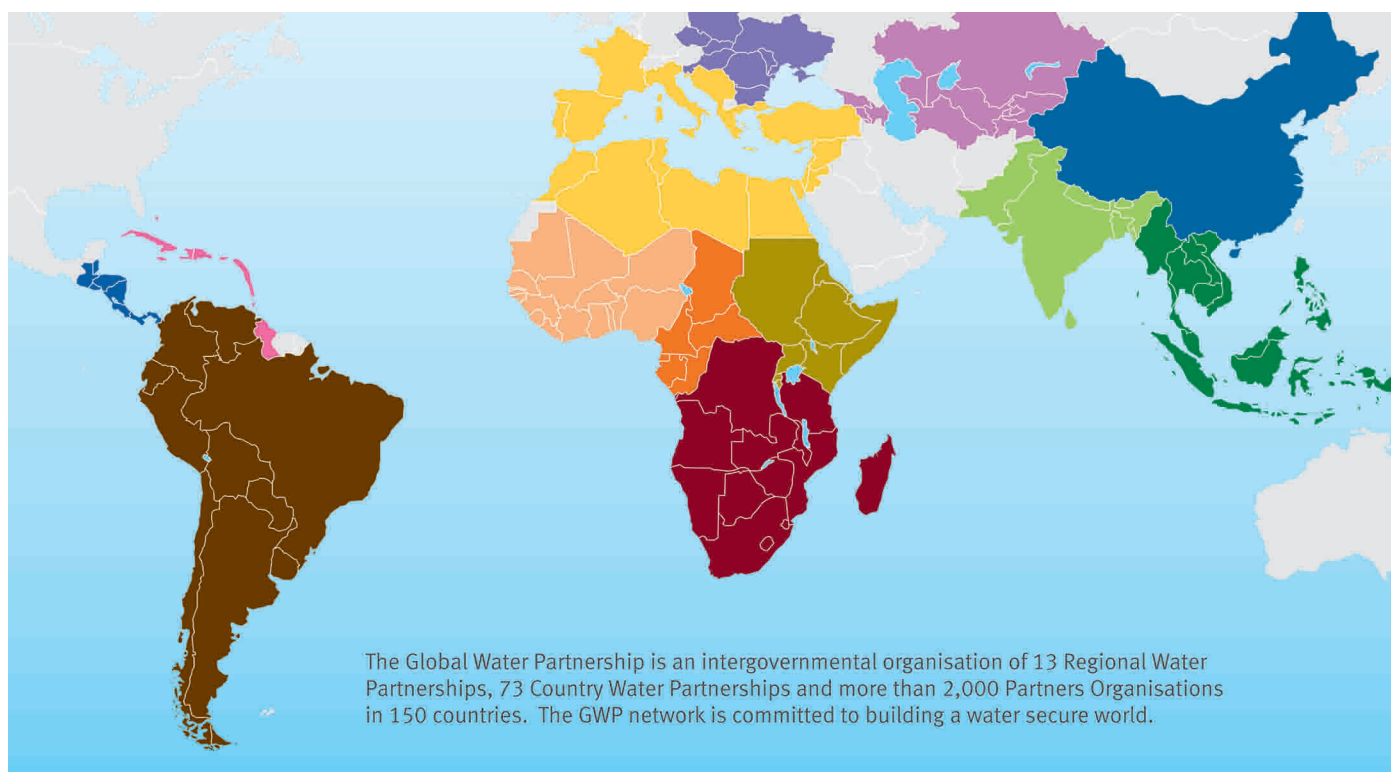 The Global Water Partnership is an intergovernmental organisation of 13 Regional Water
Partnerships, 73 Country Water Partnerships and more than 2,000 Partners Organisations
in 150 countries.  The GWP network is committed to building a water secure world.